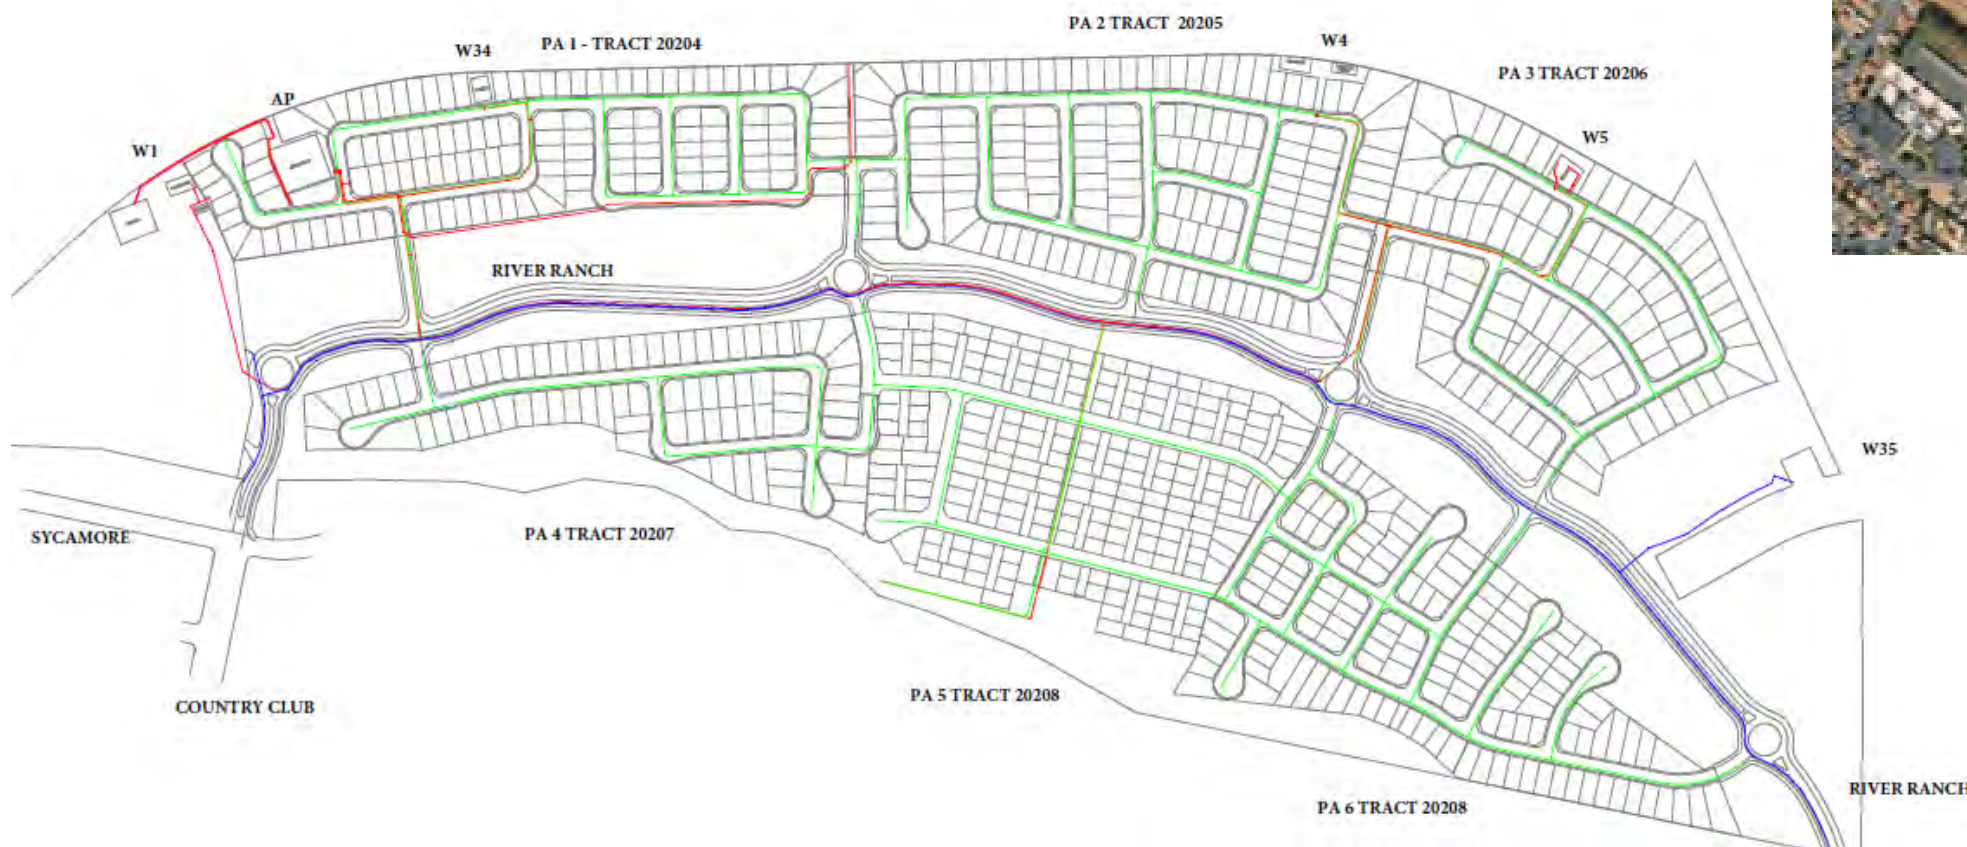 PA 2 TRACT 20205
W34
PA 1 - TRACT 20204
W4
PA 3 TRACT 20206
AP
W1
W5
RIVER RANCH
W35
SYCAMORE
PA 4 TRACT 20207
COUNTRY CLUB
PA 5 TRACT 20208
RIVER RANCH
PA 6 TRACT 20208